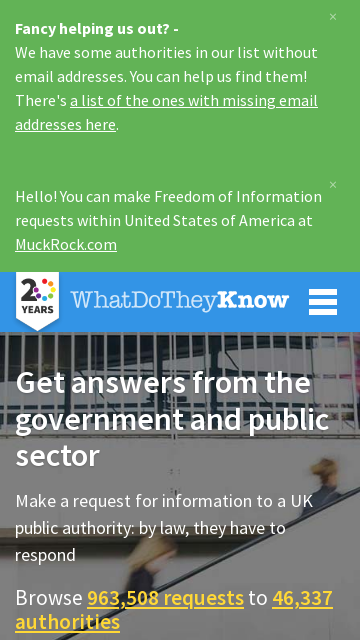 ×
Fancy helping us out? -
We have some authorities in our list without
email addresses. You can help us find them!
There's a list of the ones with missing email
addresses here.
×
Hello! You can make Freedom of Information
requests within United States of America at
MuckRock.com
20
YEARS
WhatDoTheyKnow
Get answers from the
government and public
sector
Make a request for information to a UK
public authority: by law, they have to
respond
Browse 963,508 requests to 46,337
authorities